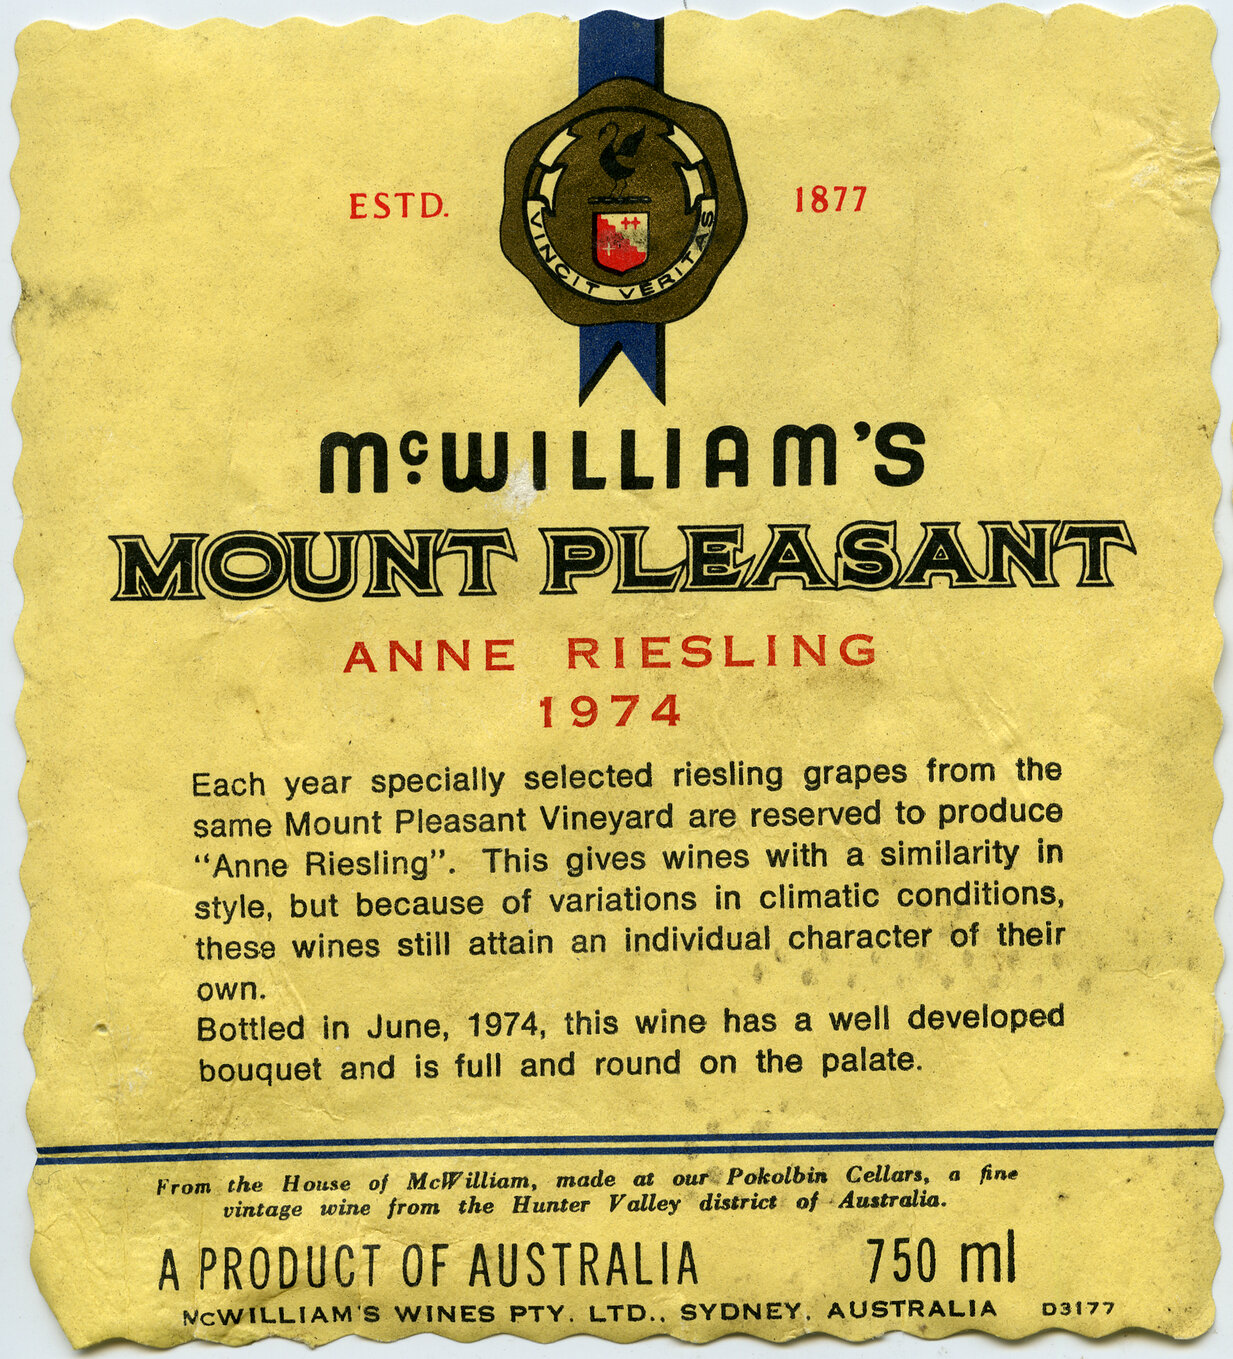 ESTD. 1877
VINCIT VERITAS
McWILLIAM'S
MOUNT PLEASANT
ANNE RIESLING
1974
Each year specially selected riesling grapes from the
same Mount Pleasant Vineyard are reserved to produce
“Anne Riesling”. This gives wines with a similarity in
style, but because of variations in climatic conditions,
these wines still attain an individual character of their
own.
Bottled in June, 1974, this wine has a well developed
bouquet and is full and round on the palate.
From the House of McWilliam, made at our Pokolbin Cellars, a fine
vintage wine from the Hunter Valley district of Australia.
A PRODUCT OF AUSTRALIA 750 ml
McWILLIAM'S WINES PTY. LTD., SYDNEY, AUSTRALIA D3177